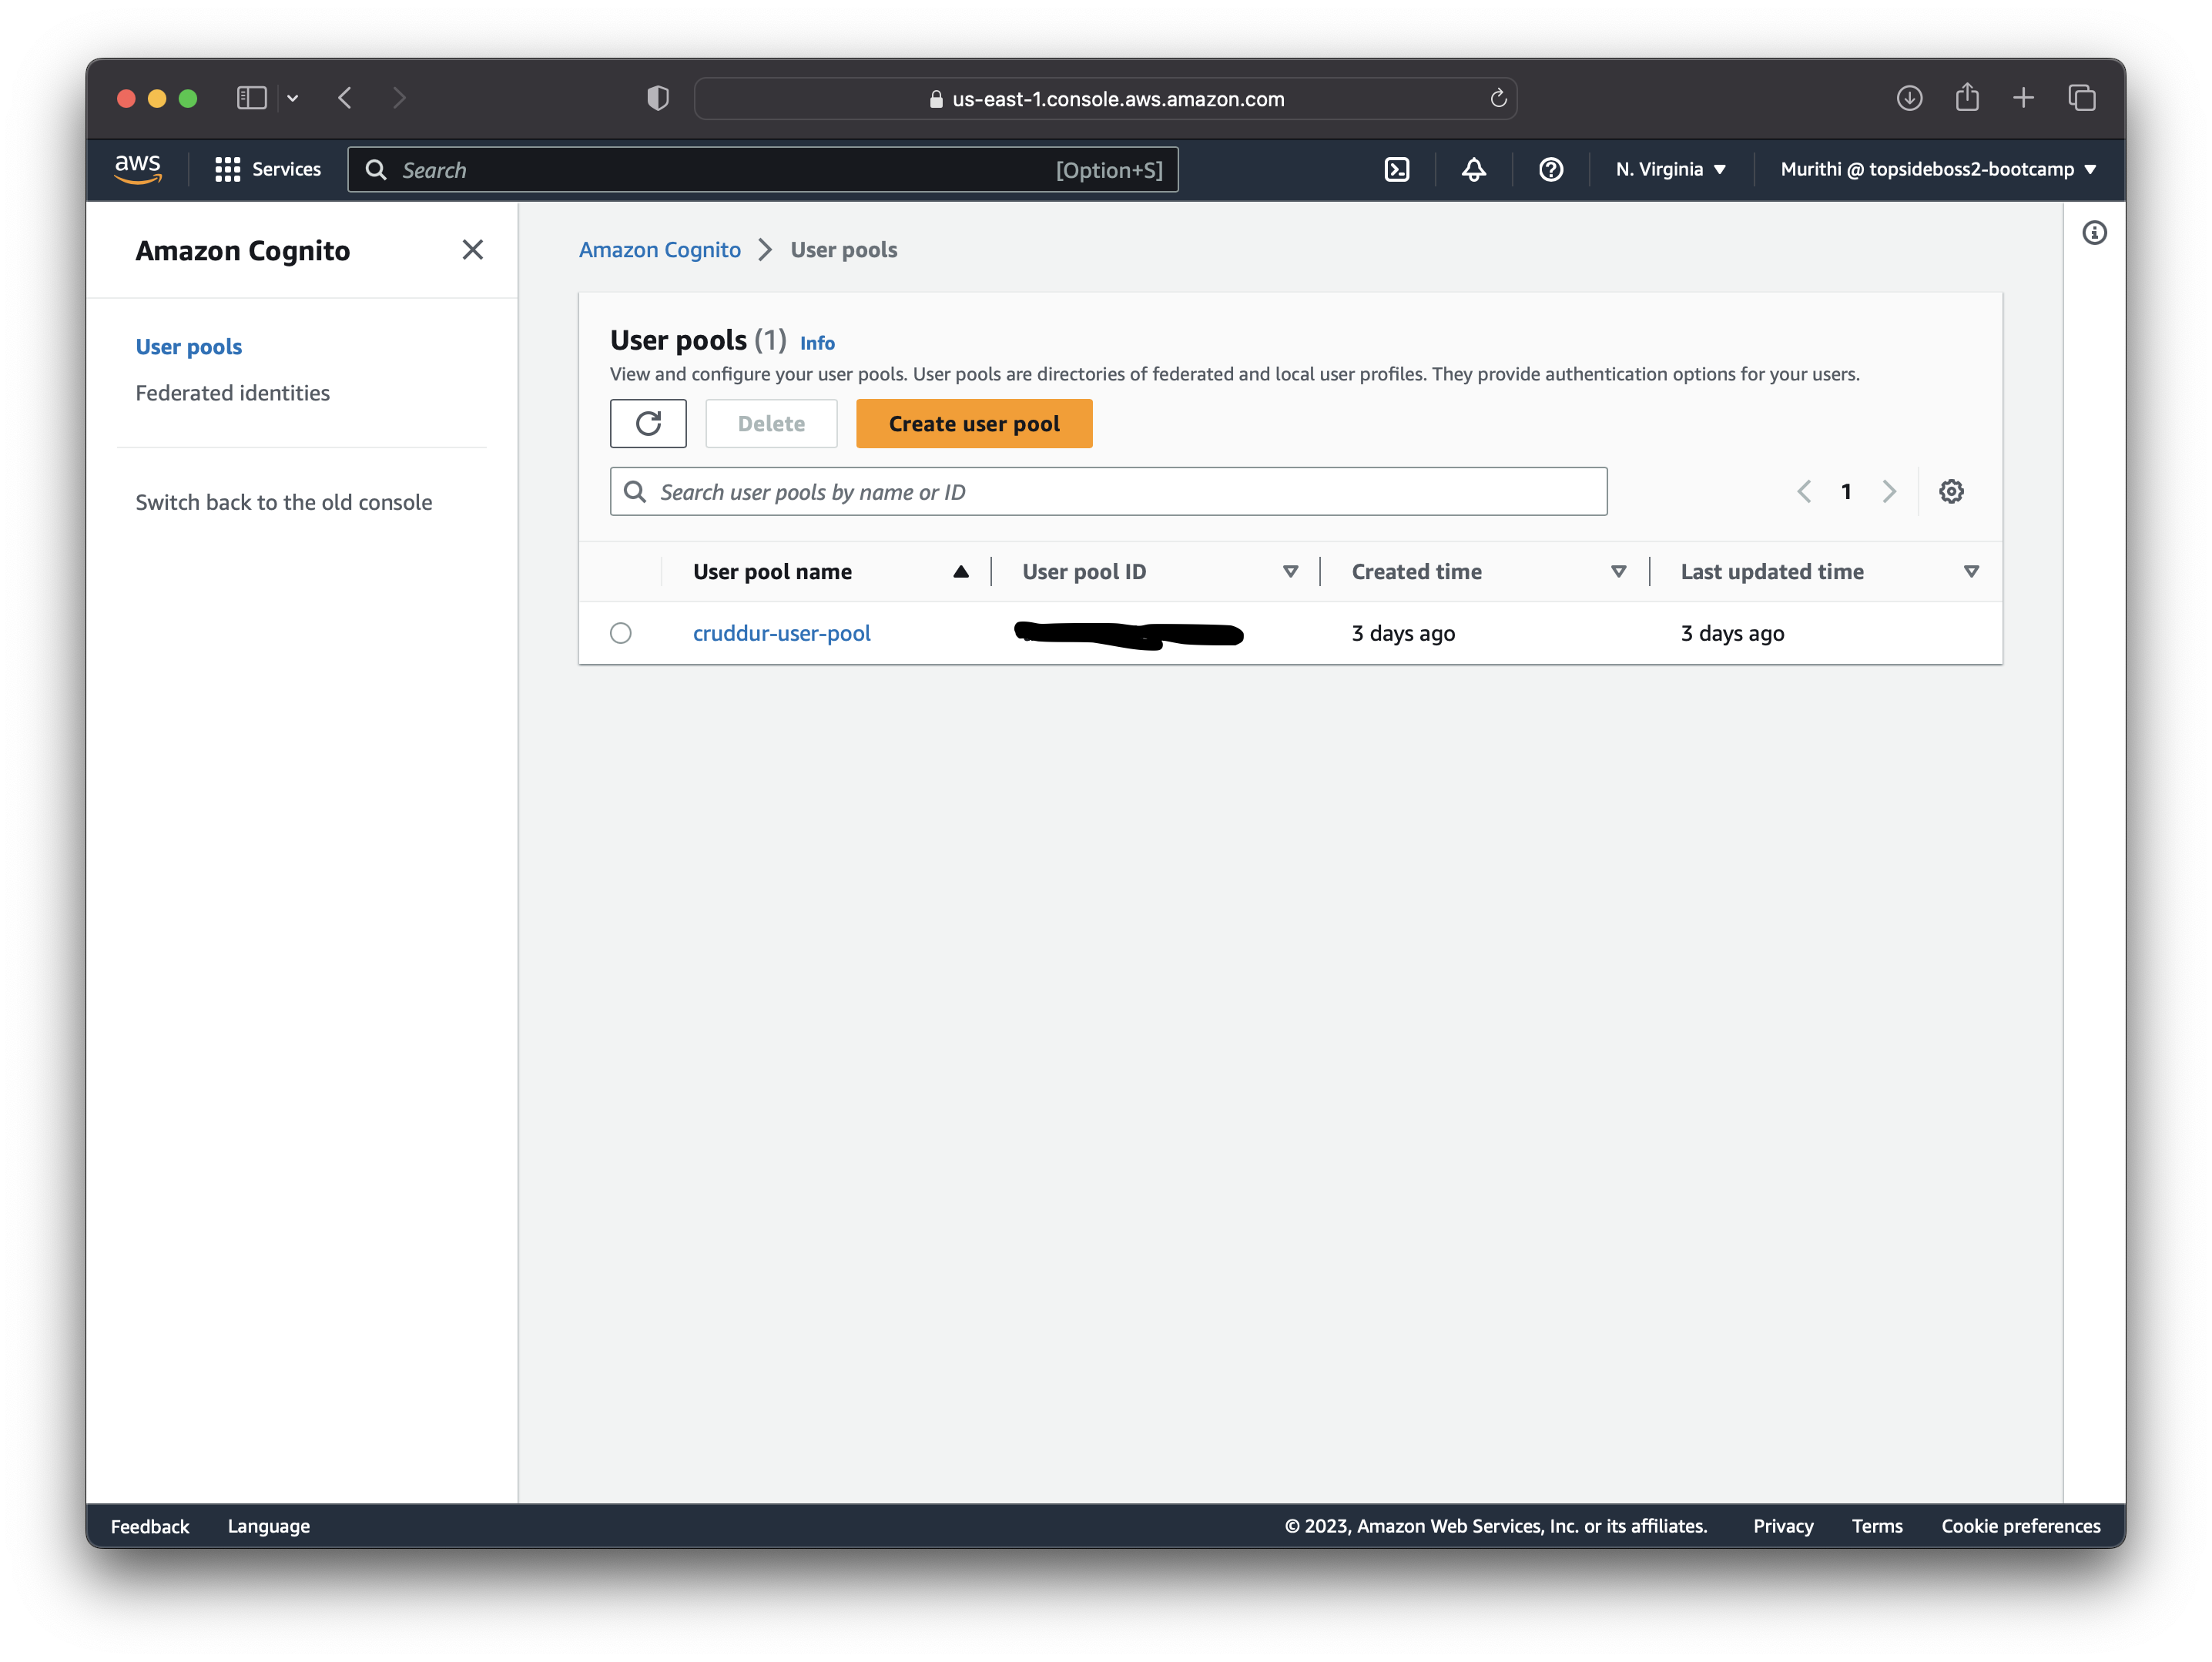 us-east-1.console.aws.amazon.com
aws Services Search [Option+S] N. Virginia Murithi @ topsideboss2-bootcamp
Amazon Cognito
User pools
Federated identities
Switch back to the old console
Amazon Cognito User pools
User pools (1) Info
View and configure your user pools. User pools are directories of federated and local user profiles. They provide authentication options for your users.
Delete Create user pool
Search user pools by name or ID 1
User pool name User pool ID Created time Last updated time
cruddur-user-pool 3 days ago 3 days ago
Feedback Language © 2023, Amazon Web Services, Inc. or its affiliates. Privacy Terms Cookie preferences